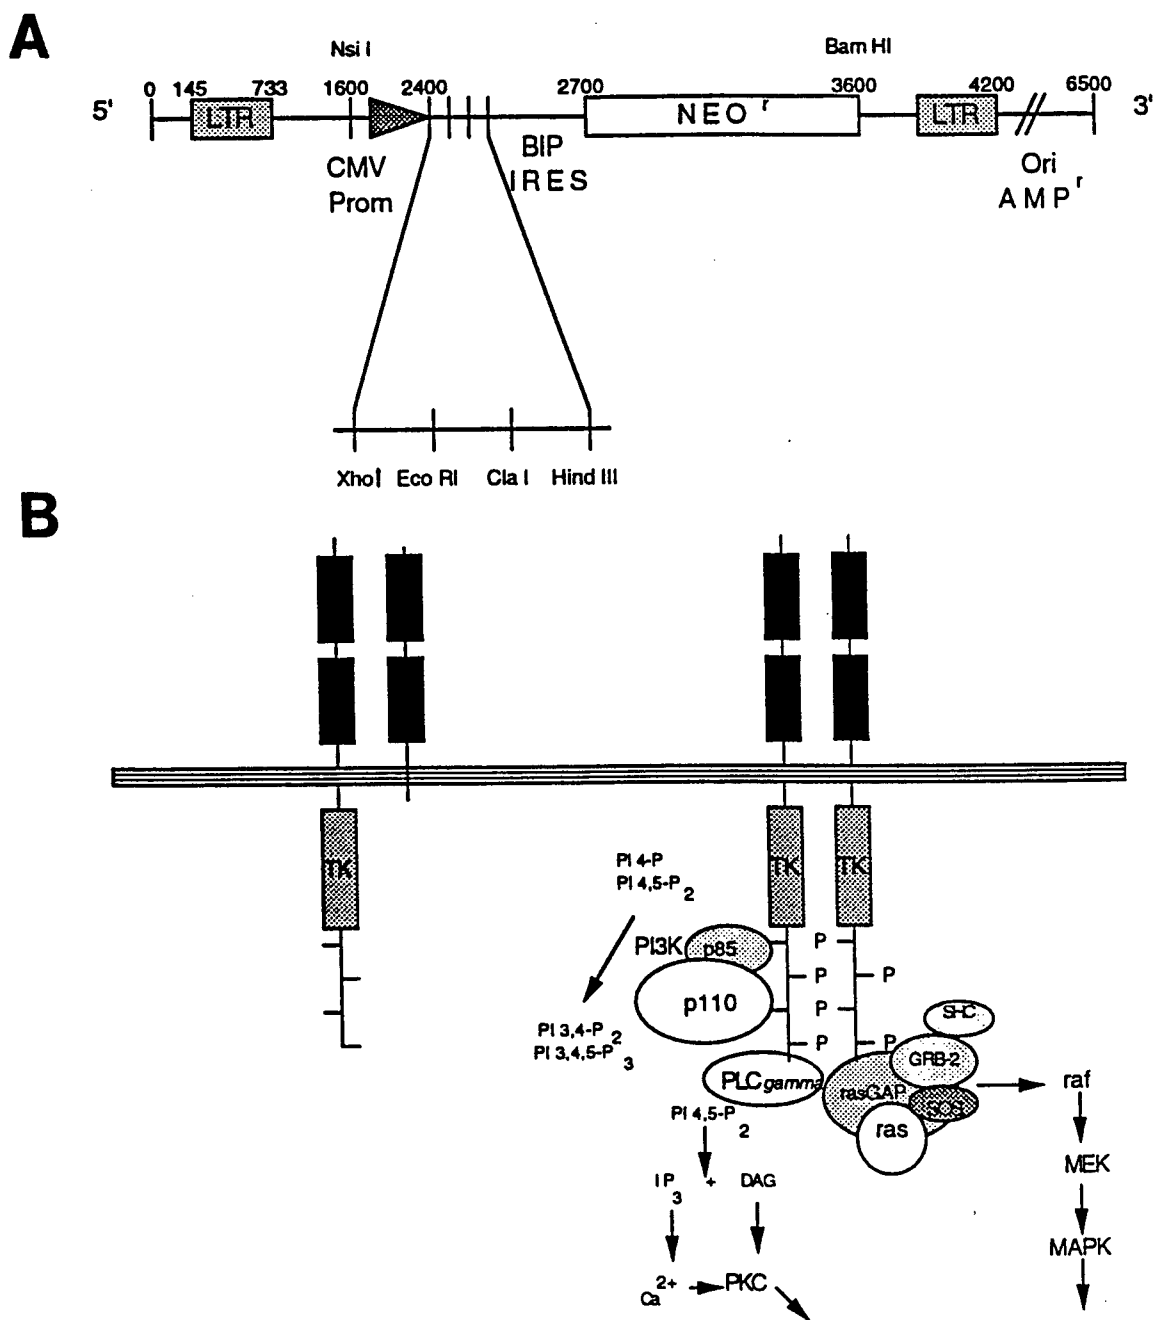 A
Nsi I
Bam HI
0 145 733 1600 2400 2700 3600 4200 6500
5' LTR NEO r LTR 3'
CMV
Prom
BIP
IRES
Ori
AMP r
Xho I Eco RI Cla I Hind III
B
TK
TK TK
PI 4-P
PI 4,5-P 2
PI3K p85
p110
P
P
P
P
P
P
PI 3,4-P 2
PI 3,4,5-P 3
SHC
GRB-2
PLC gamma
rasGAP
SOS
ras
raf
PI 4,5-P 2
MEK
IP 3 + DAG
MAPK
Ca 2+ PKC